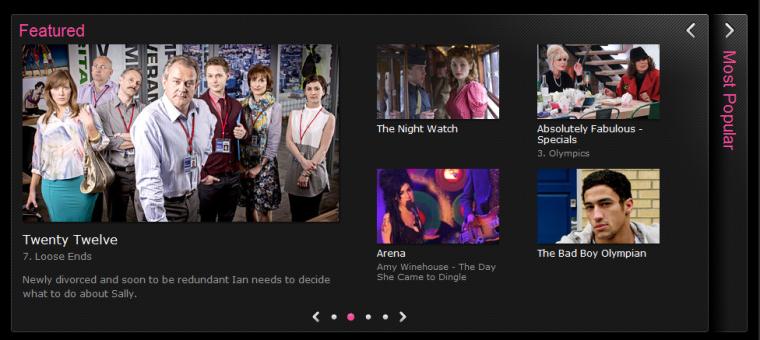 Featured
Twenty Twelve
7. Loose Ends
Newly divorced and soon to be redundant Ian needs to decide
what to do about Sally.
The Night Watch
Absolutely Fabulous -
Specials
3. Olympics
Arena
Amy Winehouse - The Day
She Came to Dingle
The Bad Boy Olympian
Most Popular